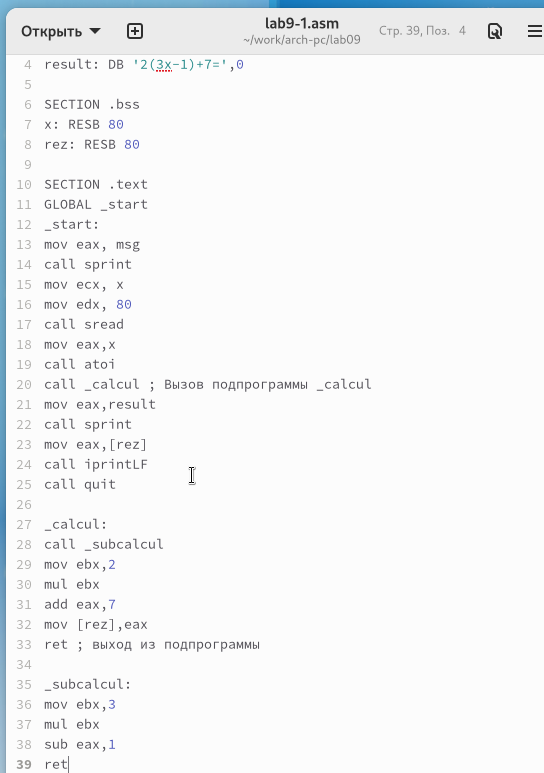 Открыть
lab9-1.asm
~/work/arch-pc/lab09
Стр. 39, Поз. 4
4 result: DB '2(3x-1)+7=',0
5
6 SECTION .bss
7 x: RESB 80
8 rez: RESB 80
9
10 SECTION .text
11 GLOBAL _start
12 _start:
13 mov eax, msg
14 call sprint
15 mov ecx, x
16 mov edx, 80
17 call sread
18 mov eax,x
19 call atoi
20 call _calcul ; Вызов подпрограммы _calcul
21 mov eax,result
22 call sprint
23 mov eax,[rez]
24 call iprintLF
25 call quit
26
27 _calcul:
28 call _subcalcul
29 mov ebx,2
30 mul ebx
31 add eax,7
32 mov [rez],eax
33 ret ; выход из подпрограммы
34
35 _subcalcul:
36 mov ebx,3
37 mul ebx
38 sub eax,1
39 ret